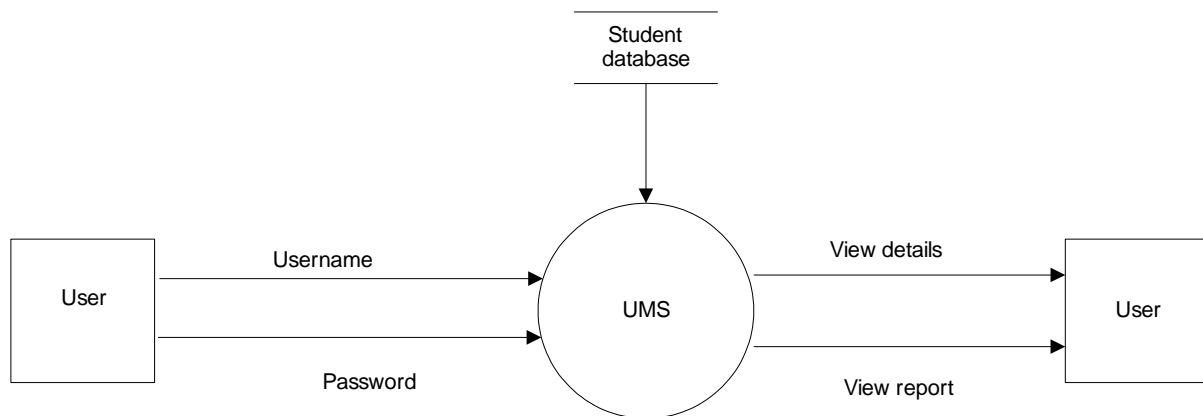 Student
database
Username
View details
User
UMS
User
Password
View report